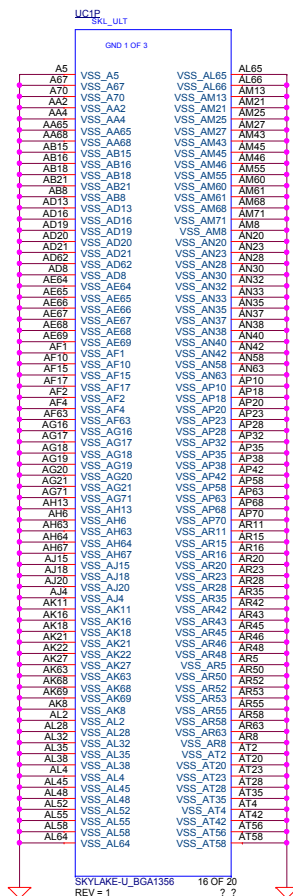 UC1P
SKL_ULT
GND 1 OF 3
A5 VSS_A5 VSS_AL65 AL65
A67 VSS_A67 VSS_AL66 AL66
A70 VSS_A70 VSS_AM13 AM13
AA2 VSS_AA2 VSS_AM21 AM21
AA4 VSS_AA4 VSS_AM25 AM25
AA65 VSS_AA65 VSS_AM27 AM27
AA68 VSS_AA68 VSS_AM43 AM43
AB15 VSS_AB15 VSS_AM45 AM45
AB16 VSS_AB16 VSS_AM46 AM46
AB18 VSS_AB18 VSS_AM55 AM55
AB21 VSS_AB21 VSS_AM60 AM60
AB8 VSS_AB8 VSS_AM61 AM61
AD13 VSS_AD13 VSS_AM68 AM68
AD16 VSS_AD16 VSS_AM71 AM71
AD19 VSS_AD19 VSS_AM8 AM8
AD20 VSS_AD20 VSS_AN20 AN20
AD21 VSS_AD21 VSS_AN23 AN23
AD62 VSS_AD62 VSS_AN28 AN28
AD8 VSS_AD8 VSS_AN30 AN30
AE64 VSS_AE64 VSS_AN32 AN32
AE65 VSS_AE65 VSS_AN33 AN33
AE66 VSS_AE66 VSS_AN35 AN35
AE67 VSS_AE67 VSS_AN37 AN37
AE68 VSS_AE68 VSS_AN38 AN38
AE69 VSS_AE69 VSS_AN40 AN40
AF1 VSS_AF1 VSS_AN42 AN42
AF10 VSS_AF10 VSS_AN58 AN58
AF15 VSS_AF15 VSS_AN63 AN63
AF17 VSS_AF17 VSS_AP10 AP10
AF2 VSS_AF2 VSS_AP18 AP18
AF4 VSS_AF4 VSS_AP20 AP20
AF63 VSS_AF63 VSS_AP23 AP23
AG16 VSS_AG16 VSS_AP28 AP28
AG17 VSS_AG17 VSS_AP32 AP32
AG18 VSS_AG18 VSS_AP35 AP35
AG19 VSS_AG19 VSS_AP38 AP38
AG20 VSS_AG20 VSS_AP42 AP42
AG21 VSS_AG21 VSS_AP58 AP58
AG71 VSS_AG71 VSS_AP63 AP63
AH13 VSS_AH13 VSS_AP68 AP68
AH6 VSS_AH6 VSS_AP70 AP70
AH63 VSS_AH63 VSS_AR11 AR11
AH64 VSS_AH64 VSS_AR15 AR15
AH67 VSS_AH67 VSS_AR16 AR16
AJ15 VSS_AJ15 VSS_AR20 AR20
AJ18 VSS_AJ18 VSS_AR23 AR23
AJ20 VSS_AJ20 VSS_AR28 AR28
AJ4 VSS_AJ4 VSS_AR35 AR35
AK11 VSS_AK11 VSS_AR42 AR42
AK16 VSS_AK16 VSS_AR43 AR43
AK18 VSS_AK18 VSS_AR45 AR45
AK21 VSS_AK21 VSS_AR46 AR46
AK22 VSS_AK22 VSS_AR48 AR48
AK27 VSS_AK27 VSS_AR5 AR5
AK63 VSS_AK63 VSS_AR50 AR50
AK68 VSS_AK68 VSS_AR52 AR52
AK69 VSS_AK69 VSS_AR53 AR53
AK8 VSS_AK8 VSS_AR55 AR55
AL2 VSS_AL2 VSS_AR58 AR58
AL28 VSS_AL28 VSS_AR63 AR63
AL32 VSS_AL32 VSS_AR8 AR8
AL35 VSS_AL35 VSS_AT2 AT2
AL38 VSS_AL38 VSS_AT20 AT20
AL4 VSS_AL4 VSS_AT23 AT23
AL45 VSS_AL45 VSS_AT28 AT28
AL48 VSS_AL48 VSS_AT35 AT35
AL52 VSS_AL52 VSS_AT4 AT4
AL55 VSS_AL55 VSS_AT42 AT42
AL58 VSS_AL58 VSS_AT56 AT56
AL64 VSS_AL64 VSS_AT58 AT58
SKYLAKE-U_BGA1356 16 OF 20
REV = 1 ? ?